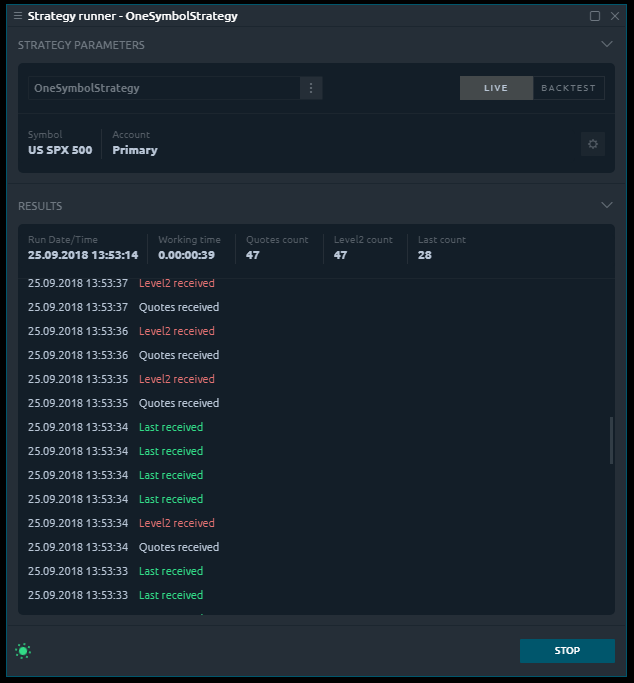 Strategy runner - OneSymbolStrategy
STRATEGY PARAMETERS
OneSymbolStrategy
LIVE BACKTEST
Symbol Account
US SPX 500 Primary
RESULTS
Run Date/Time Working time Quotes count Level2 count Last count
25.09.2018 13:53:14 0.00:00:39 47 47 28
25.09.2018 13:53:37 Level2 received
25.09.2018 13:53:37 Quotes received
25.09.2018 13:53:36 Level2 received
25.09.2018 13:53:36 Quotes received
25.09.2018 13:53:35 Level2 received
25.09.2018 13:53:35 Quotes received
25.09.2018 13:53:34 Last received
25.09.2018 13:53:34 Last received
25.09.2018 13:53:34 Last received
25.09.2018 13:53:34 Last received
25.09.2018 13:53:34 Level2 received
25.09.2018 13:53:34 Quotes received
25.09.2018 13:53:33 Last received
25.09.2018 13:53:33 Last received
STOP